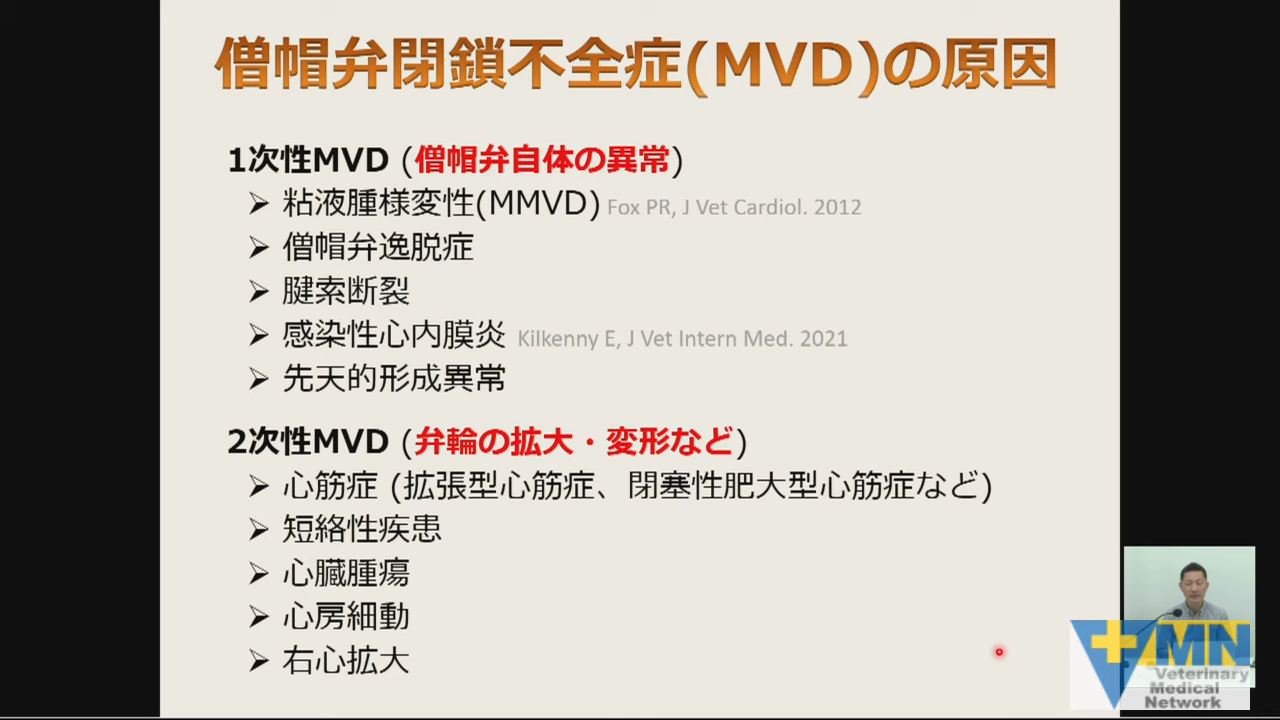 僧帽弁閉鎖不全症(MVD)の原因
1次性MVD (僧帽弁自体の異常)
➢ 粘液腫様変性(MMVD) Fox PR, J Vet Cardiol. 2012
➢ 僧帽弁逸脱症
➢ 腱索断裂
➢ 感染性心内膜炎 Kilkenny E, J Vet Intern Med. 2021
➢ 先天的形成異常
2次性MVD (弁輪の拡大・変形など)
➢ 心筋症 (拡張型心筋症、閉塞性肥大型心筋症など)
➢ 短絡性疾患
➢ 心臓腫瘍
➢ 心房細動
➢ 右心拡大
MN
Veterinary
Medical
Network